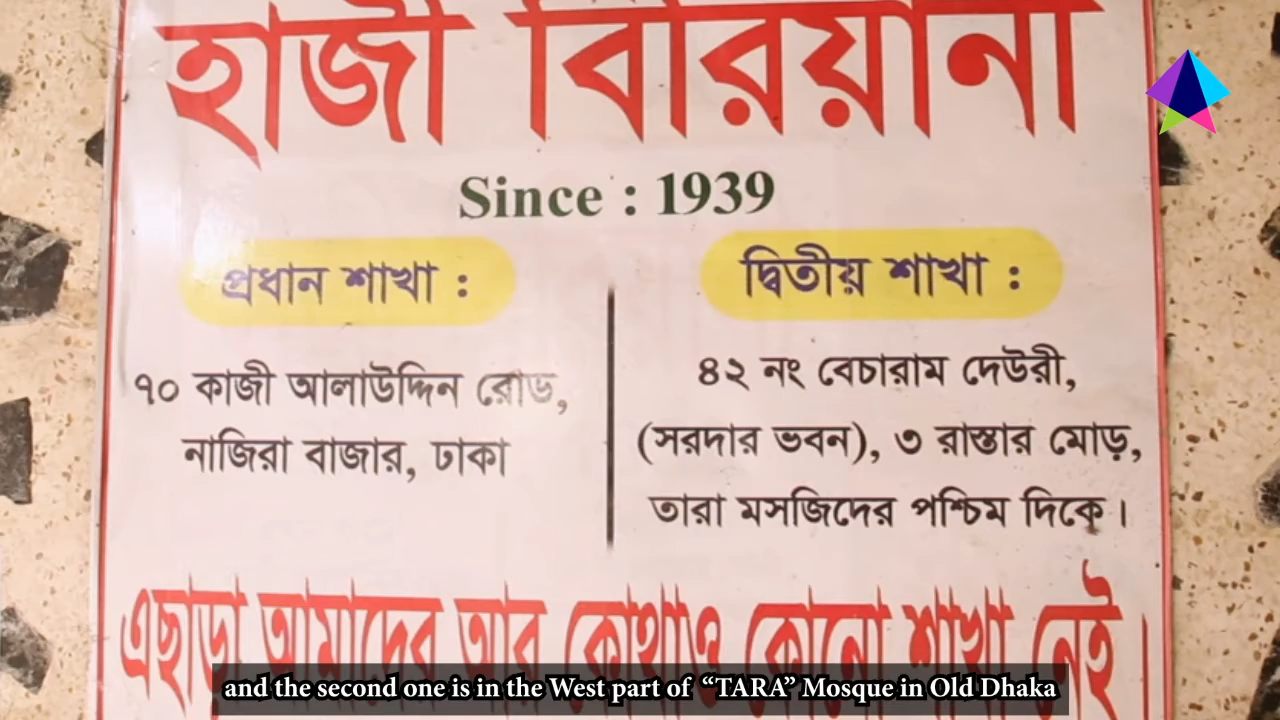 হাজী বিরিয়ানী
Since : 1939
প্রধান শাখা :
৭০ কাজী আলাউদ্দিন রোড,
নাজিরা বাজার, ঢাকা
দ্বিতীয় শাখা :
৪২ নং বেচারাম দেউরী,
(সরদার ভবন), ৩ রাস্তার মোড়,
তারা মসজিদের পশ্চিম দিকে।
এছাড়া আমাদের আর কোথাও কোনো শাখা নেই।
and the second one is in the West part of “TARA” Mosque in Old Dhaka